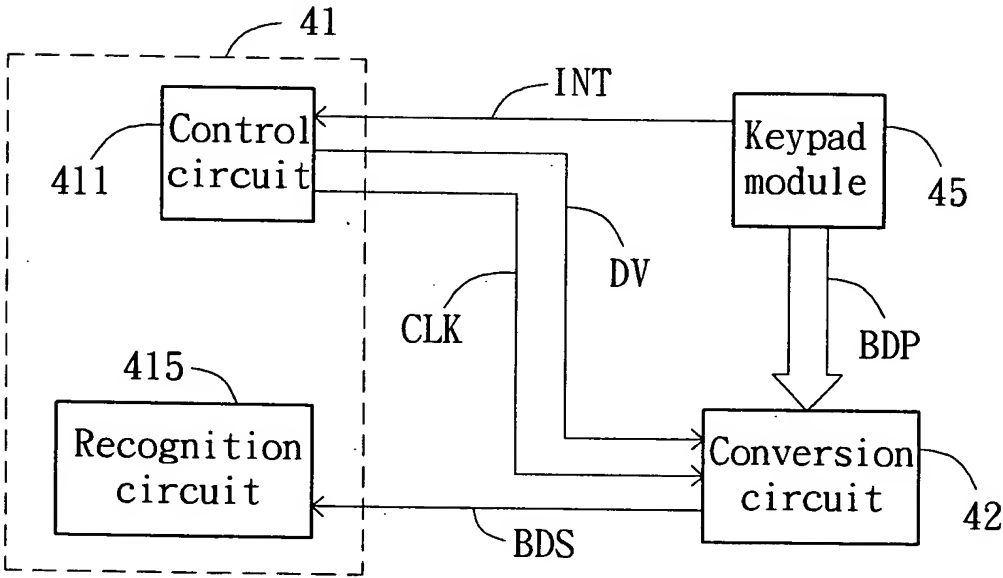 41
INT
Control
circuit
411
Keypad
module
45
DV
CLK
BDP
415
Recognition
circuit
Conversion
circuit
42
BDS